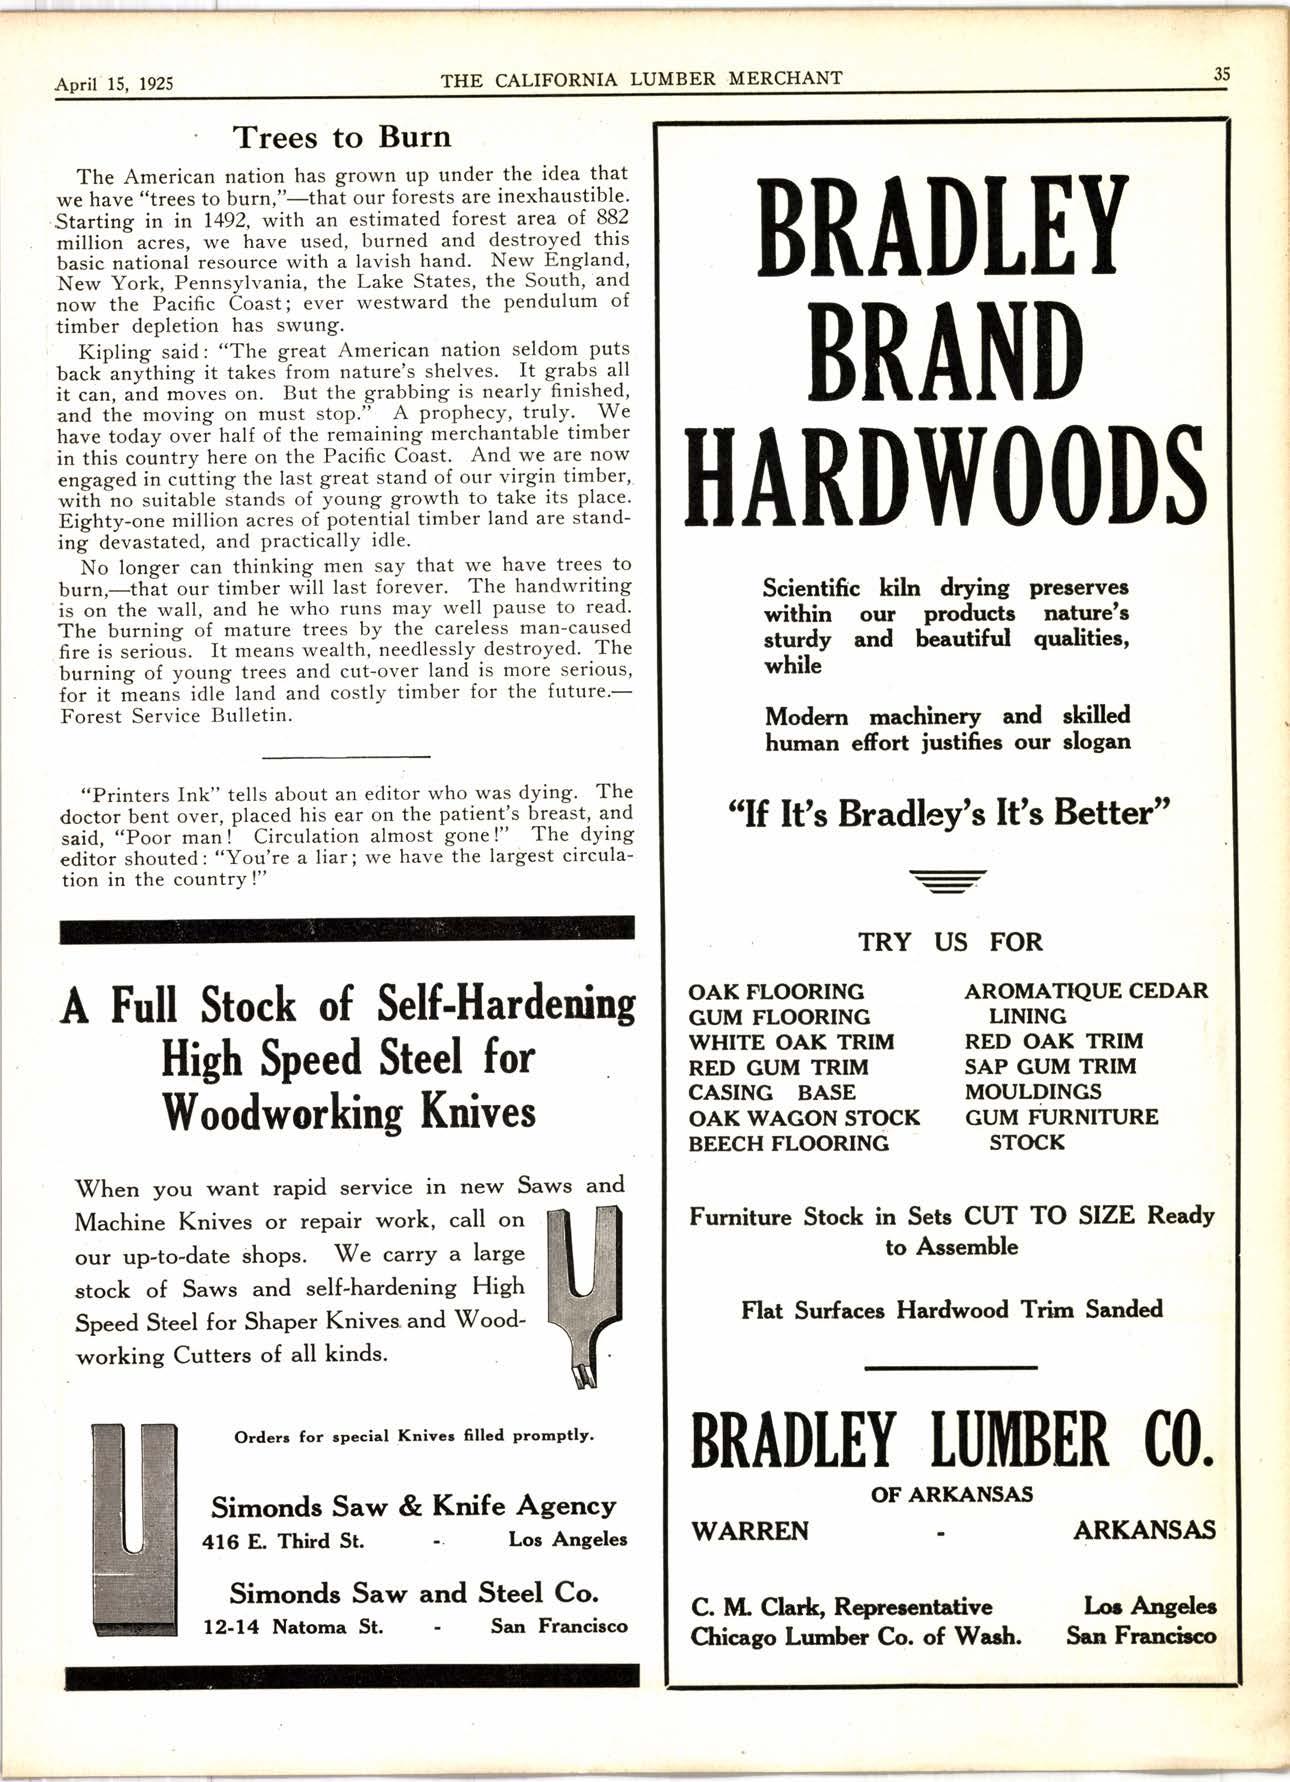 April 15, 1925
THE CALIFORNIA LUMBER MERCHANT
35
Trees to Burn
The American nation has grown up under the idea that
we have “trees to burn,”—that our forests are inexhaustible.
Starting in in 1492, with an estimated forest area of 882
million acres, we have used, burned and destroyed this
basic national resource with a lavish hand. New England,
New York, Pennsylvania, the Lake States, the South, and
now the Pacific Coast; ever westward the pendulum of
timber depletion has swung.
Kipling said: “The great American nation seldom puts
back anything it takes from nature's shelves. It grabs all
it can, and moves on. But the grabbing is nearly finished,
and the moving on must stop.” A prophecy, truly. We
have today over half of the remaining merchantable timber
in this country here on the Pacific Coast. And we are now
engaged in cutting the last great stand of our virgin timber,
with no suitable stands of young growth to take its place.
Eighty-one million acres of potential timber land are stand-
ing devastated, and practically idle.
No longer can thinking men say that we have trees to
burn,—that our timber will last forever. The handwriting
is on the wall, and he who runs may well pause to read.
The burning of mature trees by the careless man-caused
fire is serious. It means wealth, needlessly destroyed. The
burning of young trees and cut-over land is more serious,
for it means idle land and costly timber for the future.—
Forest Service Bulletin.
“Printers Ink” tells about an editor who was dying. The
doctor bent over, placed his ear on the patient's breast, and
said, “Poor man! Circulation almost gone!” The dying
editor shouted: “You're a liar; we have the largest circula-
tion in the country!”
A Full Stock of Self-Hardening
High Speed Steel for
Woodworking Knives
When you want rapid service in new Saws and
Machine Knives or repair work, call on
our up-to-date shops. We carry a large
stock of Saws and self-hardening High
Speed Steel for Shaper Knives and Wood-
working Cutters of all kinds.
Orders for special Knives filled promptly.
Simonds Saw & Knife Agency
416 E. Third St. - Los Angeles
Simonds Saw and Steel Co.
12-14 Natoma St. - San Francisco
BRADLEY
BRAND
HARDWOODS
Scientific kiln drying preserves
within our products nature's
sturdy and beautiful qualities,
while
Modern machinery and skilled
human effort justifies our slogan
“If It's Bradley's It's Better”
TRY US FOR
OAK FLOORING
GUM FLOORING
WHITE OAK TRIM
RED GUM TRIM
CASING BASE
OAK WAGON STOCK
BEECH FLOORING
AROMATIQUE CEDAR
LINING
RED OAK TRIM
SAP GUM TRIM
MOULDINGS
GUM FURNITURE
STOCK
Furniture Stock in Sets CUT TO SIZE Ready
to Assemble
Flat Surfaces Hardwood Trim Sanded
BRADLEY LUMBER CO.
OF ARKANSAS
WARREN - ARKANSAS
C. M. Clark, Representative Los Angeles
Chicago Lumber Co. of Wash. San Francisco